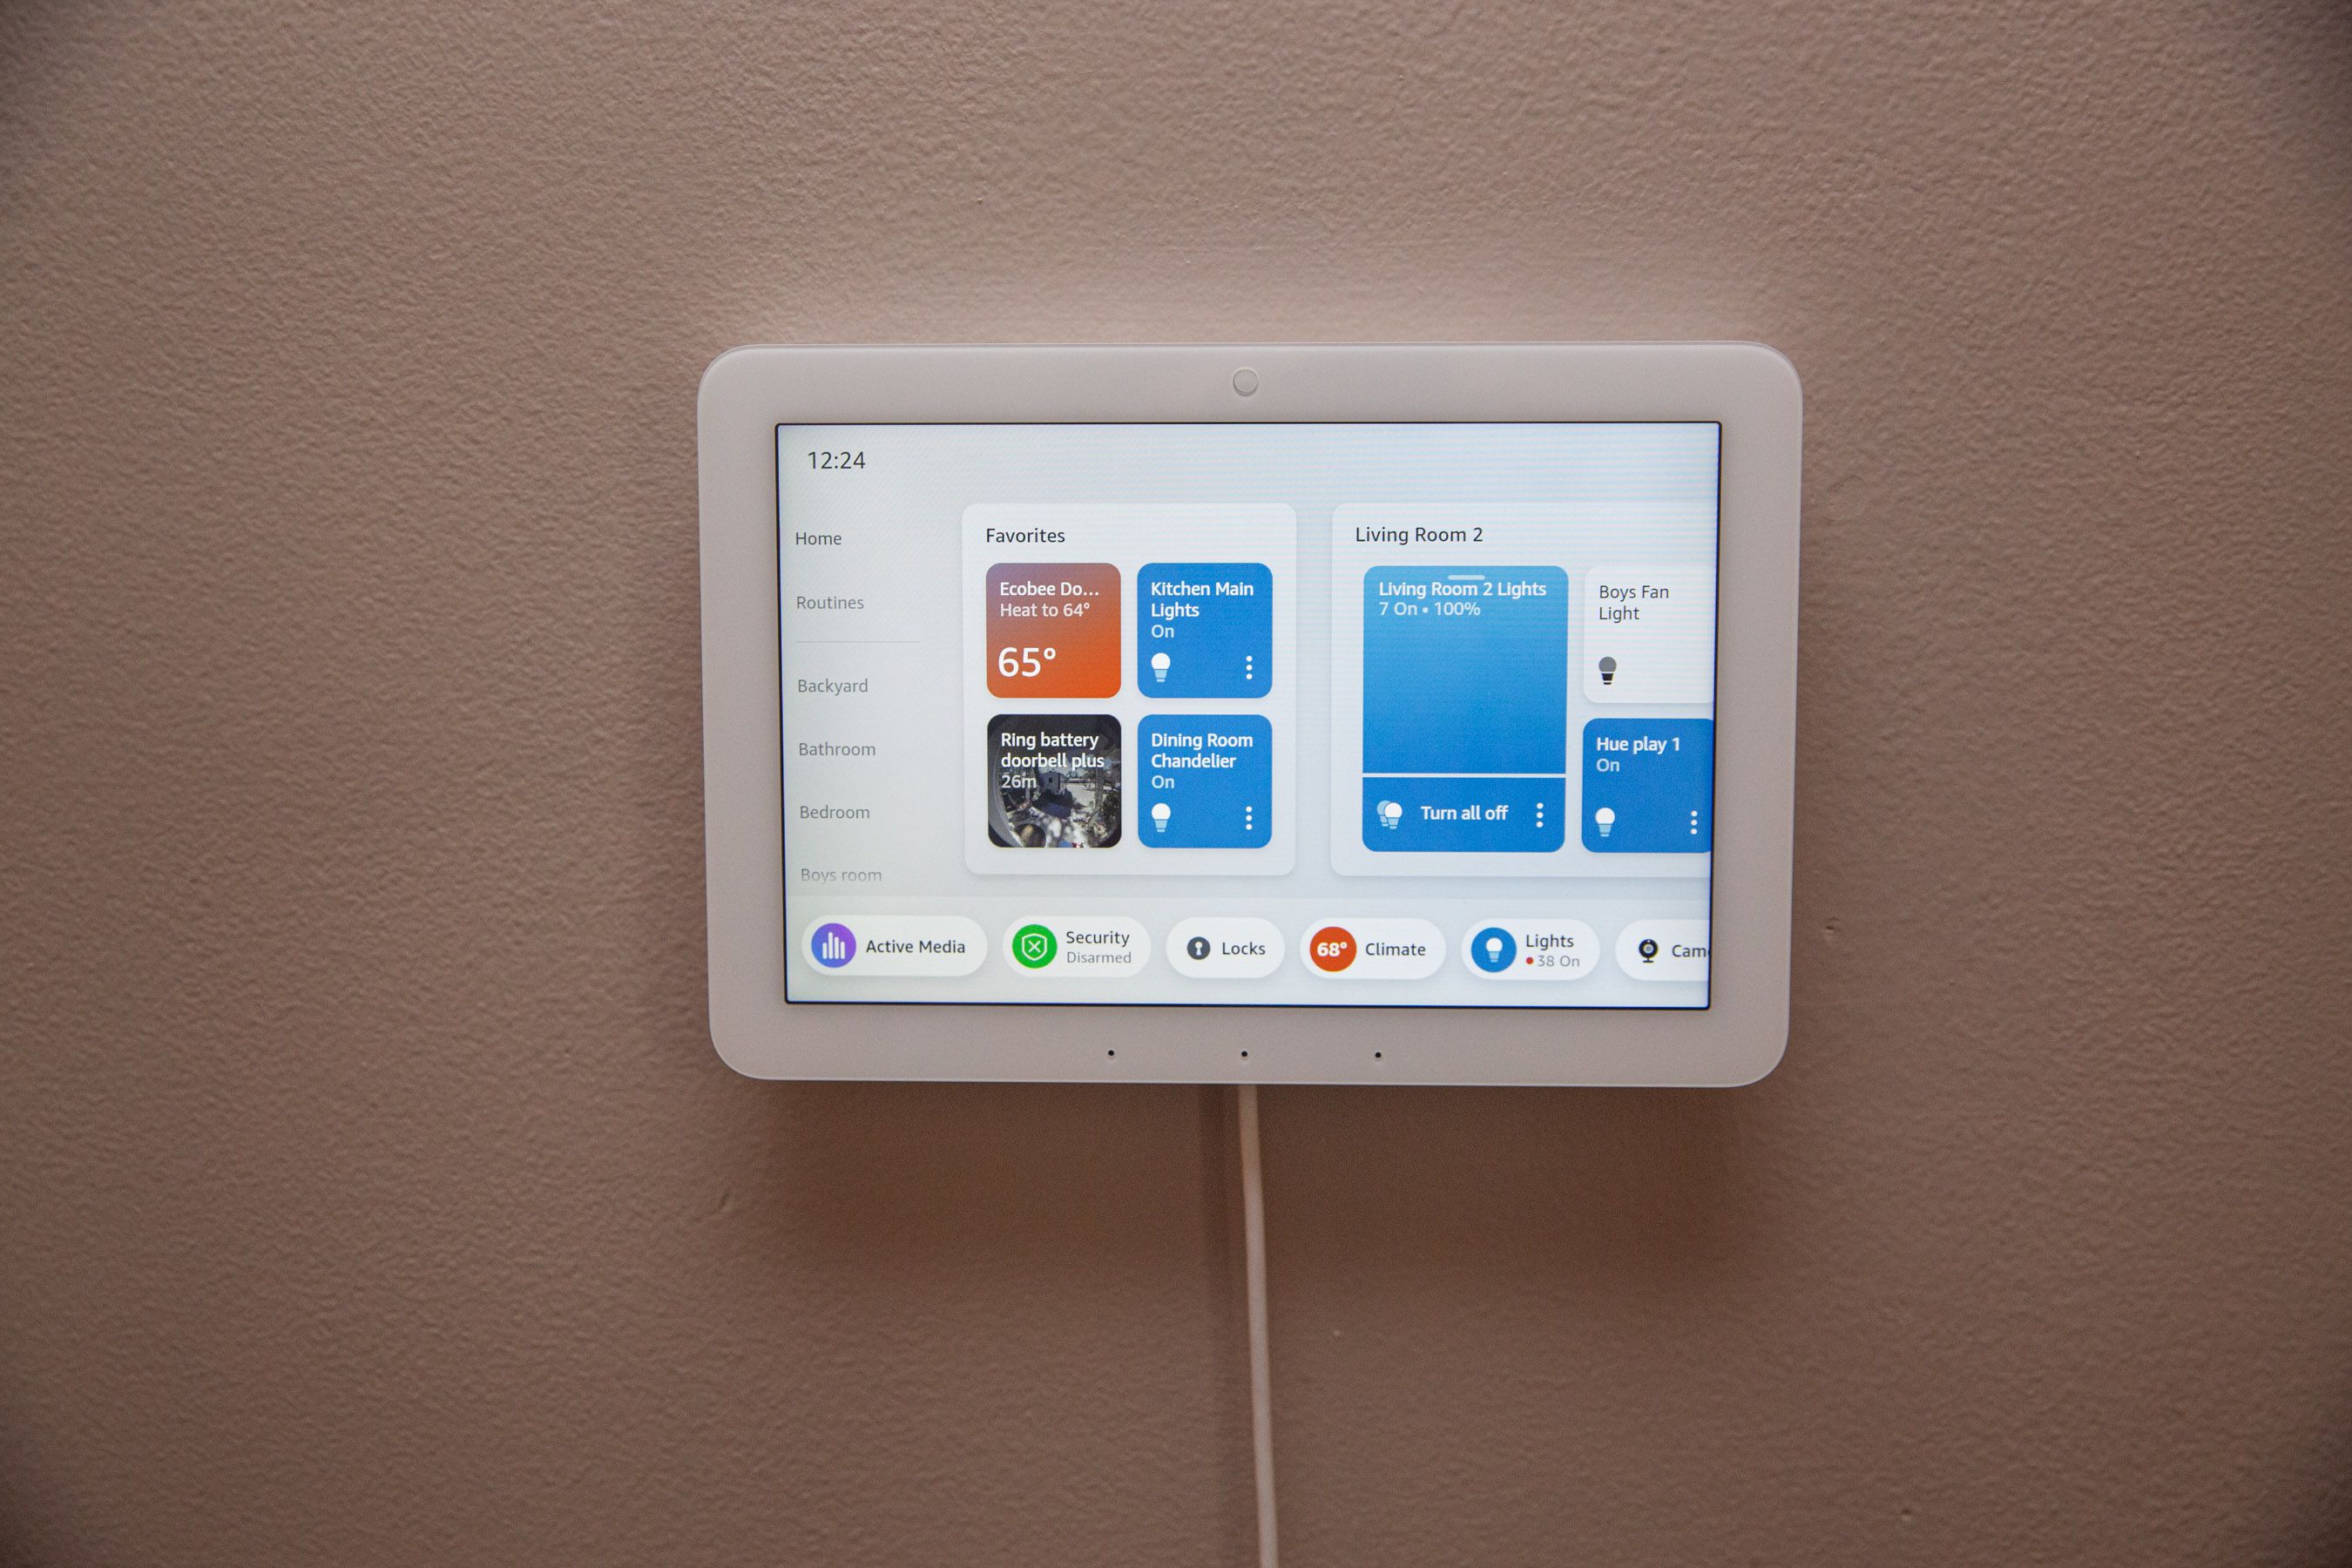 12:24
Home
Routines
Backyard
Bathroom
Bedroom
Boys room
Favorites
Ecobee Do...
Heat to 64°
65°
Kitchen Main
Lights
On
Ring battery
doorbell plus
26m
Dining Room
Chandelier
On
Living Room 2
Living Room 2 Lights
7 On • 100%
Turn all off
Boys Fan
Light
Hue play 1
On
Active Media
Security
Disarmed
Locks
68°
Climate
Lights
38 On
Cam